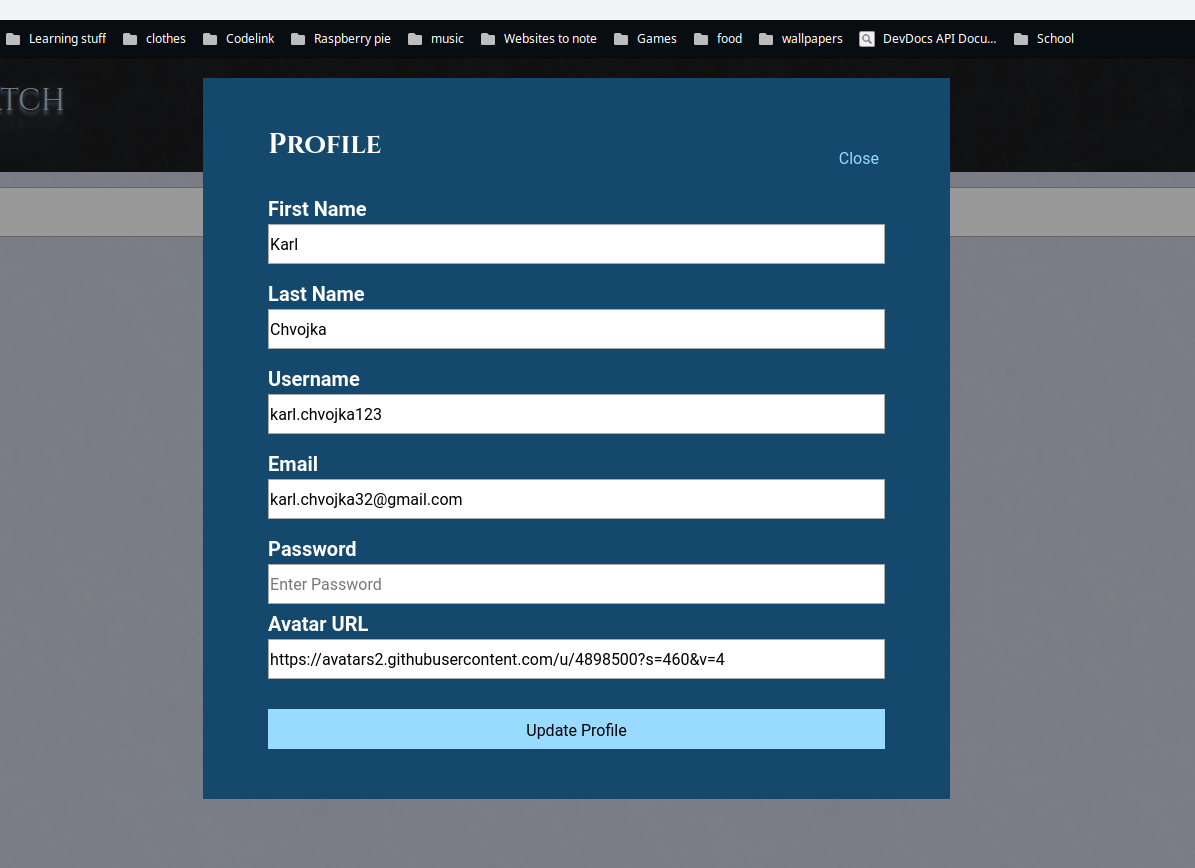 Learning stuff clothes Codelink Raspberry pie music Websites to note Games food wallpapers DevDocs API Docu... School
TCH
Profile
Close
First Name
Karl
Last Name
Chvojka
Username
karl.chvojka123
Email
karl.chvojka32@gmail.com
Password
Enter Password
Avatar URL
https://avatars2.githubusercontent.com/u/4898500?s=460&v=4
Update Profile